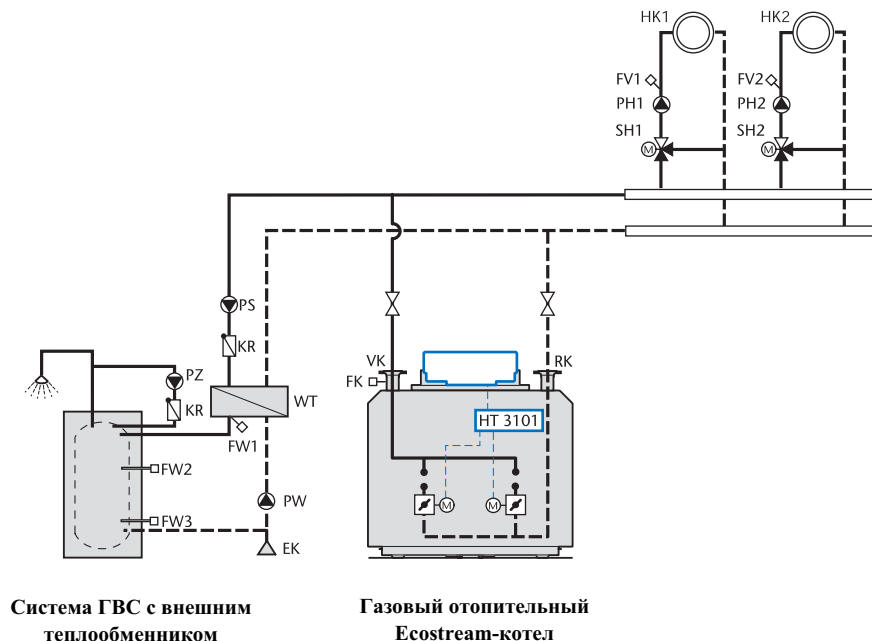 HK1
HK2
FV1
FV2
PH1
PH2
SH1
SH2
M
M
PS
KR
VK
RK
PZ
FK
KR
WT
HT 3101
FW1
FW2
PW
M
M
FW3
EK
Система ГВС с внешним
теплообменником
Газовый отопительный
Ecostream-котел